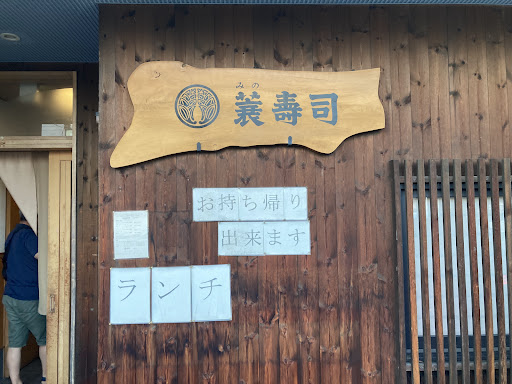 みの
蓑寿司
お持ち帰り
出来ます
ランチ